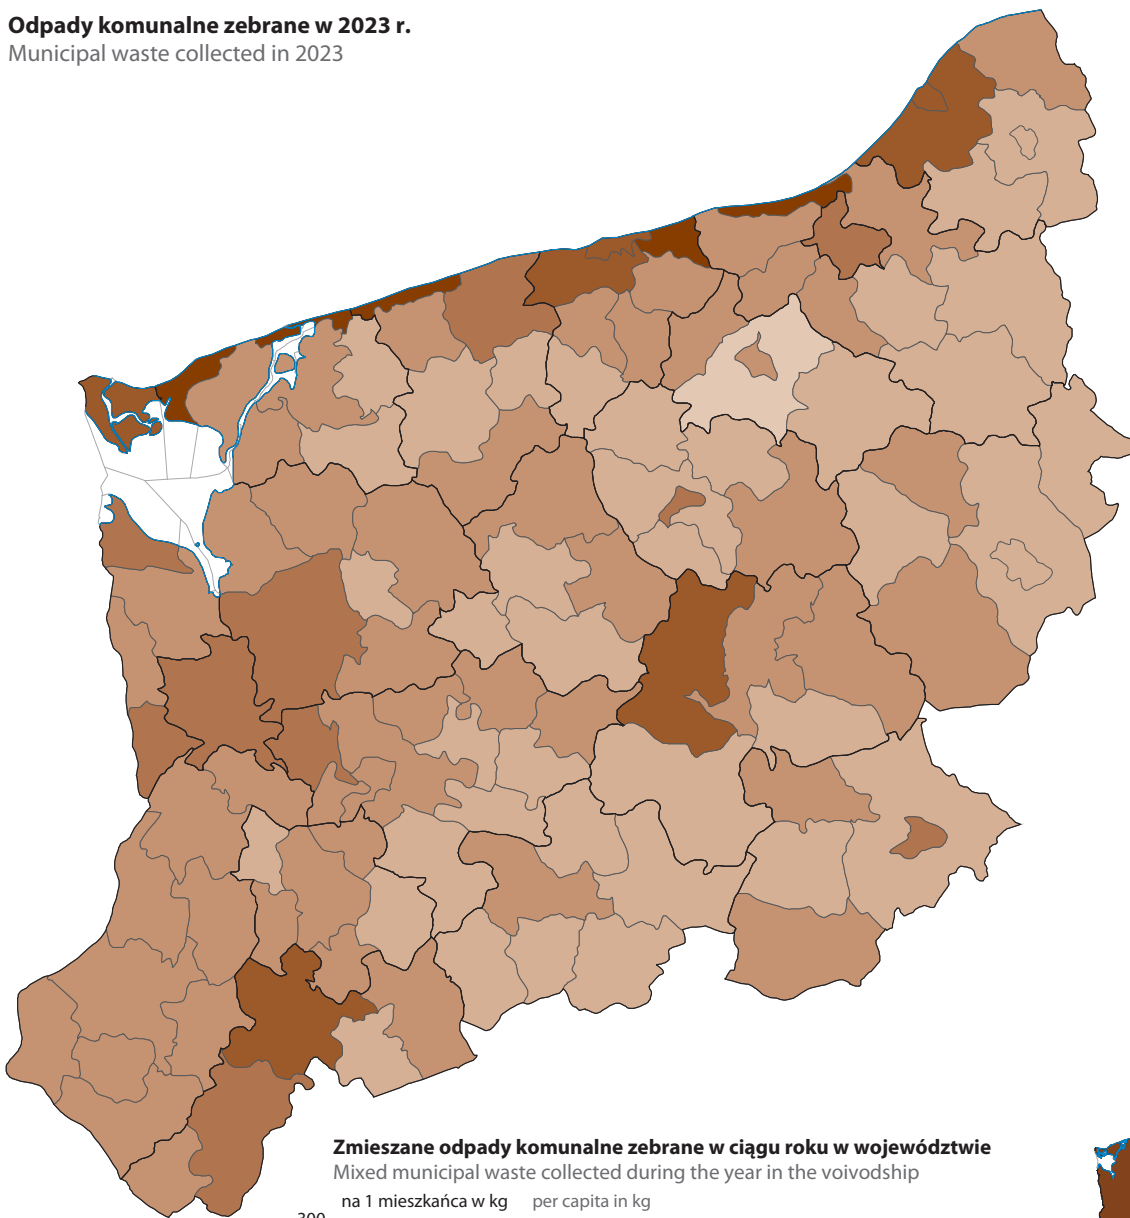 Odpady komunalne zebrane w 2023 r.
Municipal waste collected in 2023
Zmieszane odpady komunalne zebrane w ciągu roku w województwie
Mixed municipal waste collected during the year in the voivodship
na 1 mieszkańca w kg per capita in kg
300